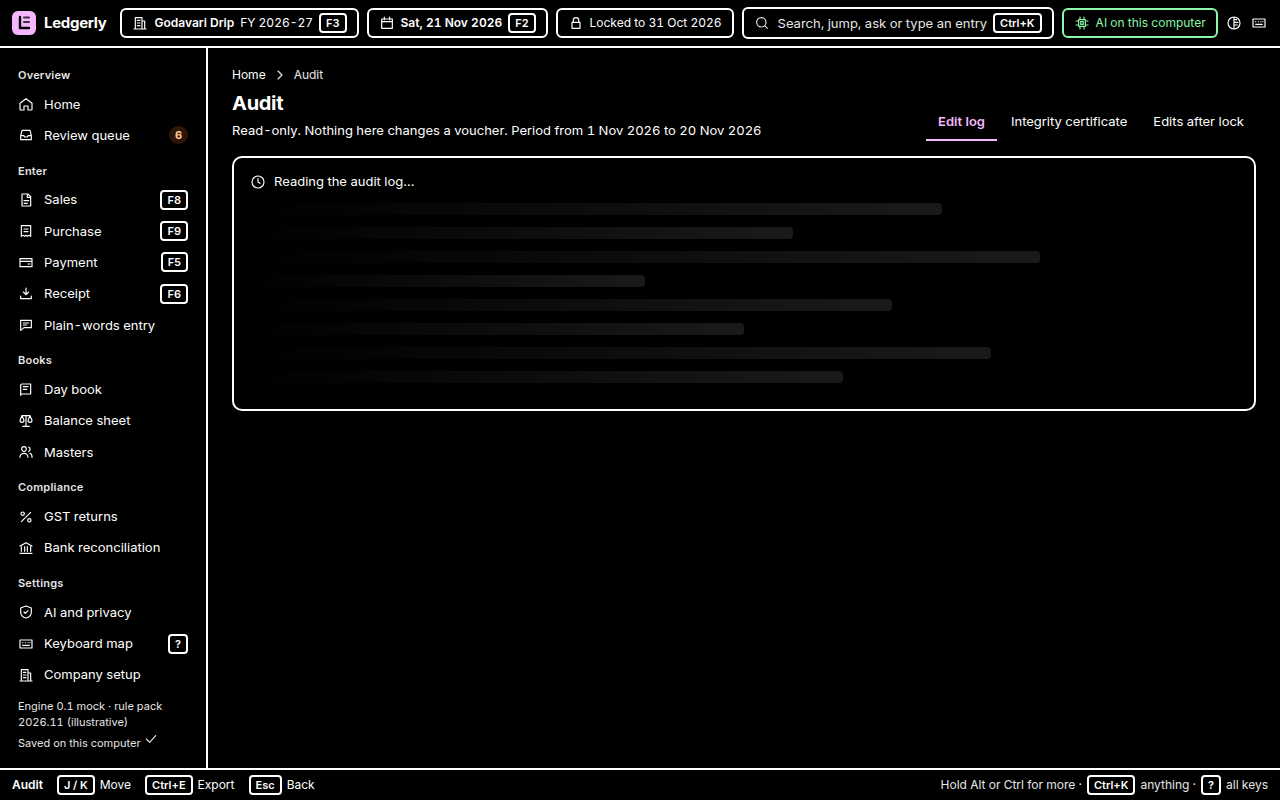 Ledgerly
Godavari Drip FY 2026-27 F3
Sat, 21 Nov 2026 F2
Locked to 31 Oct 2026
Search, jump, ask or type an entry Ctrl+K
AI on this computer
Overview
Home
Review queue 6
Enter
Sales F8
Purchase F9
Payment F5
Receipt F6
Plain-words entry
Books
Day book
Balance sheet
Masters
Compliance
GST returns
Bank reconciliation
Settings
AI and privacy
Keyboard map ?
Company setup
Engine 0.1 mock · rule pack
2026.11 (illustrative)
Saved on this computer
Home > Audit
Audit
Read-only. Nothing here changes a voucher. Period from 1 Nov 2026 to 20 Nov 2026
Edit log Integrity certificate Edits after lock
Reading the audit log...
Audit J / K Move Ctrl+E Export Esc Back
Hold Alt or Ctrl for more · Ctrl+K anything · ? all keys